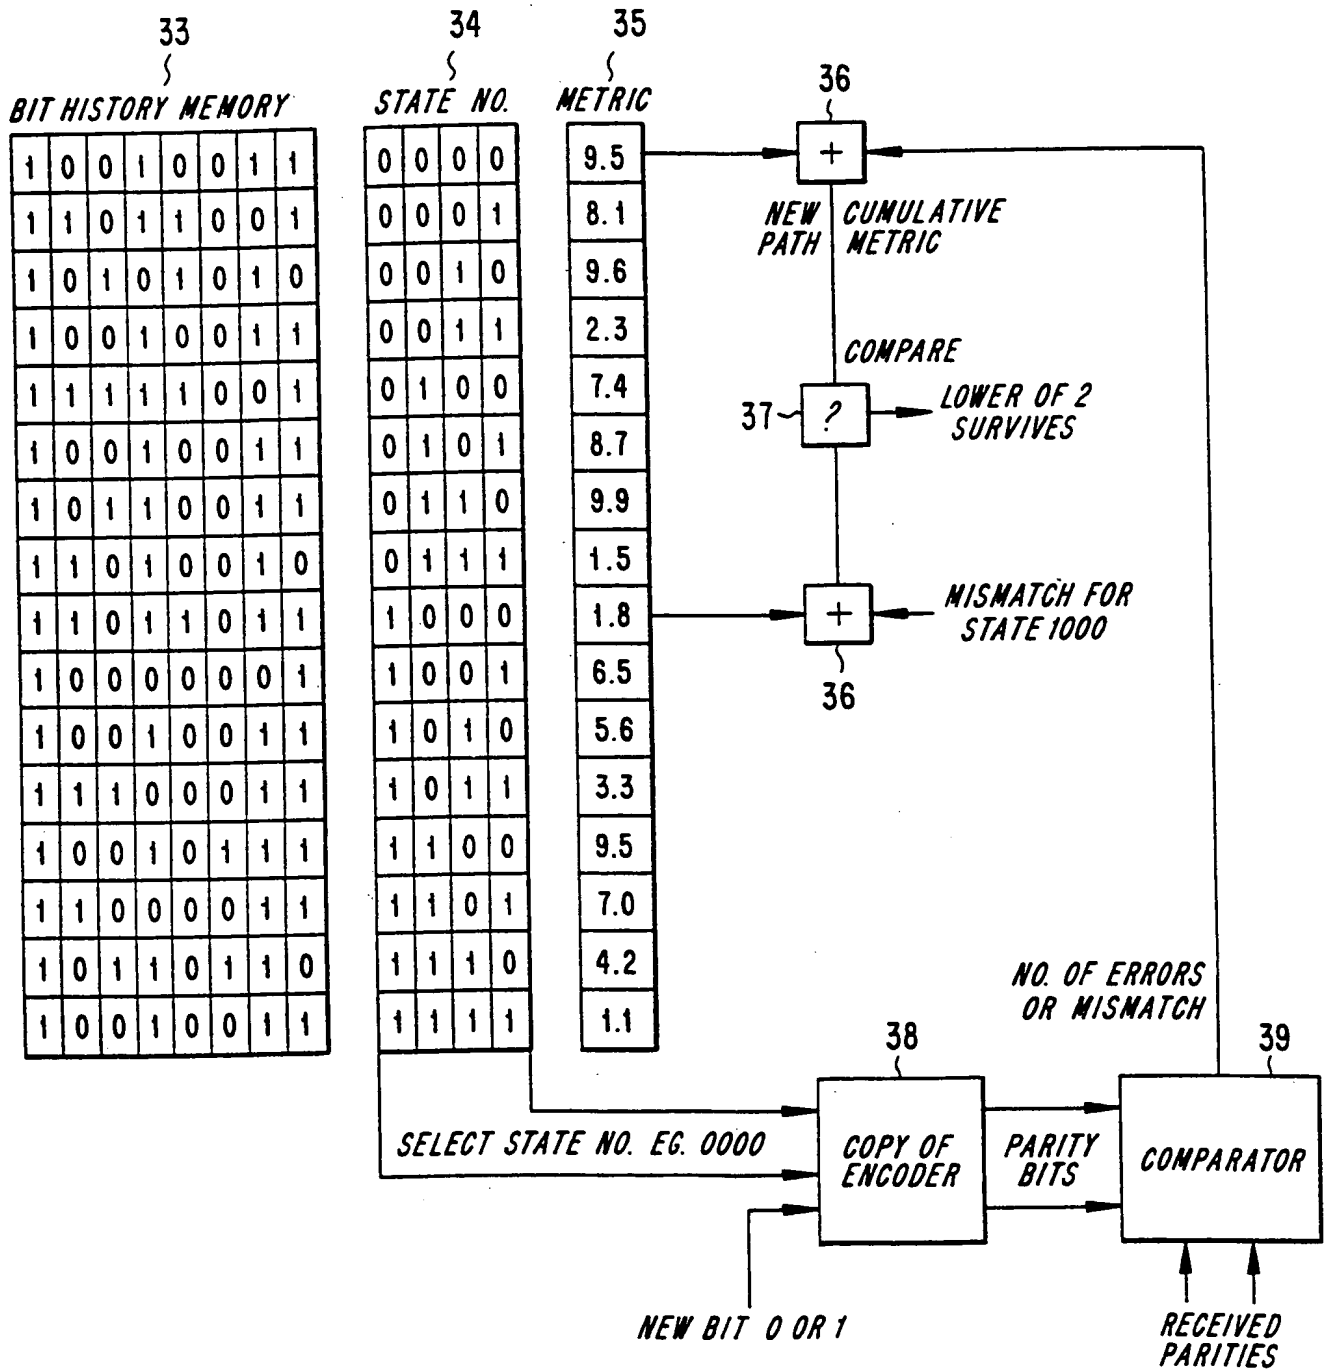 33
34
35
36
BIT HISTORY MEMORY
STATE NO.
METRIC
1 0 0 1 0 0 1 1 0 0 0 0 9.5 +
1 1 0 1 1 0 0 1 0 0 0 1 8.1
NEW CUMULATIVE
PATH METRIC
1 0 1 0 1 0 1 0 0 0 1 0 9.6
1 0 0 1 0 0 1 1 0 0 1 1 2.3
COMPARE
1 1 1 1 1 0 0 1 0 1 0 0 7.4
37 ? LOWER OF 2
SURVIVES
1 0 0 1 0 0 1 1 0 1 0 1 8.7
1 0 1 1 0 0 1 1 0 1 1 0 9.9
1 1 0 1 0 0 1 0 0 1 1 1 1.5
1 1 0 1 1 0 1 1 1 0 0 0 1.8 +
MISMATCH FOR
STATE 1000
36
1 0 0 0 0 0 0 1 1 0 0 1 6.5
1 0 0 1 0 0 1 1 1 0 1 0 5.6
1 1 1 0 0 0 1 1 1 0 1 1 3.3
1 0 0 1 0 1 1 1 1 1 0 0 9.5
1 1 0 0 0 0 1 1 1 1 0 1 7.0
1 0 1 1 0 1 1 0 1 1 1 0 4.2
1 0 0 1 0 0 1 1 1 1 1 1 1.1
NO. OF ERRORS
OR MISMATCH
38
39
SELECT STATE NO. EG. 0000
COPY OF
ENCODER
PARITY
BITS
COMPARATOR
NEW BIT 0 OR 1
RECEIVED
PARITIES